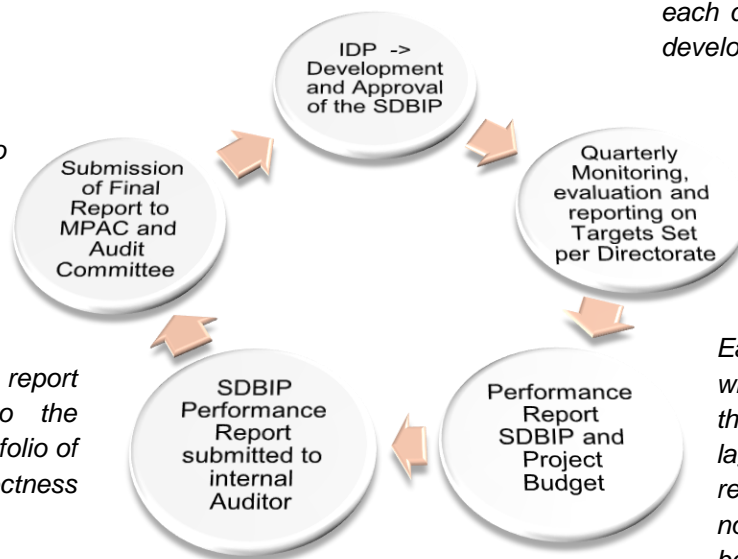 each o
develo
IDP ->
Development
and Approval
of the SDBIP
Quarterly
Monitoring,
evaluation and
reporting on
Targets Set
per Directorate
Performance
Report
SDBIP and
Project
Budget
SDBIP
Performance
Report
submitted to
internal
Auditor
Submission
of Final
Report to
MPAC and
Audit
Committee
report
the
folio of
ctness
Ea
w
th
la
re
no